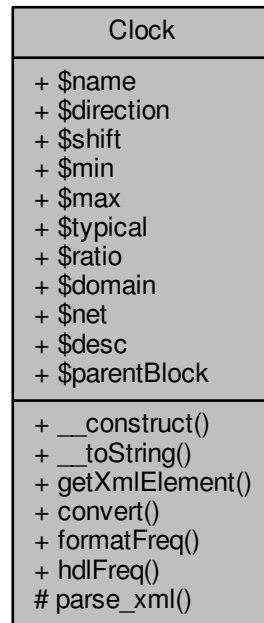 Clock
+ $name
+ $direction
+ $shift
+ $min
+ $max
+ $typical
+ $ratio
+ $domain
+ $net
+ $desc
+ $parentBlock
+ __construct()
+ __toString()
+ getXmlElement()
+ convert()
+ formatFreq()
+ hdlFreq()
# parse_xml()